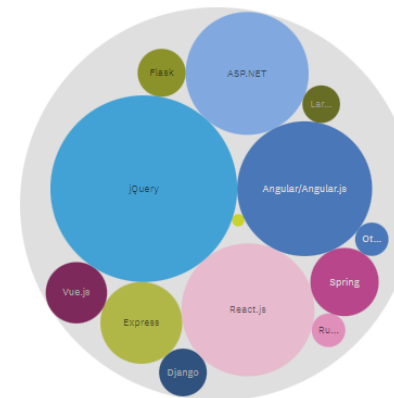 Flask
ASP.NET
Lar...
jQuery
Angular/Angular.js
Ot...
Spring
Vue.js
React.js
Express
Ru...
Django